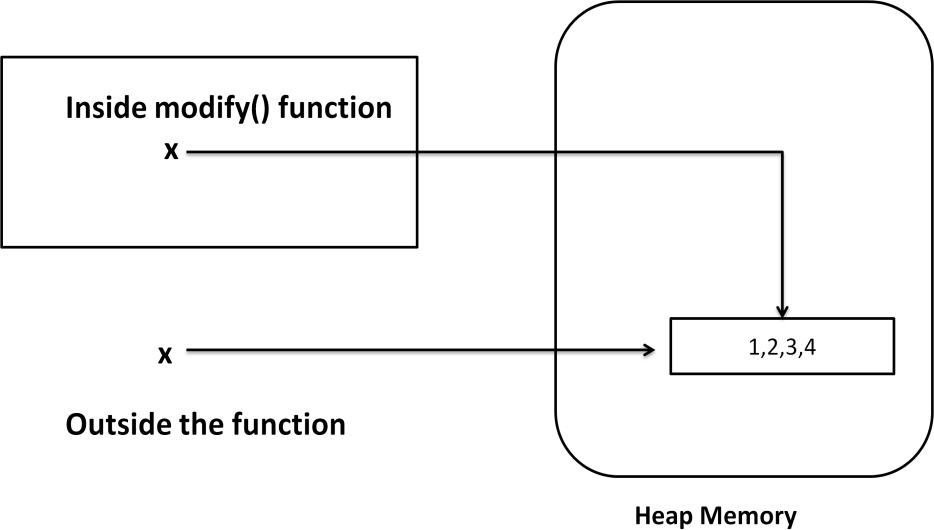 Inside modify() function
x
1,2,3,4
x
Outside the function
Heap Memory